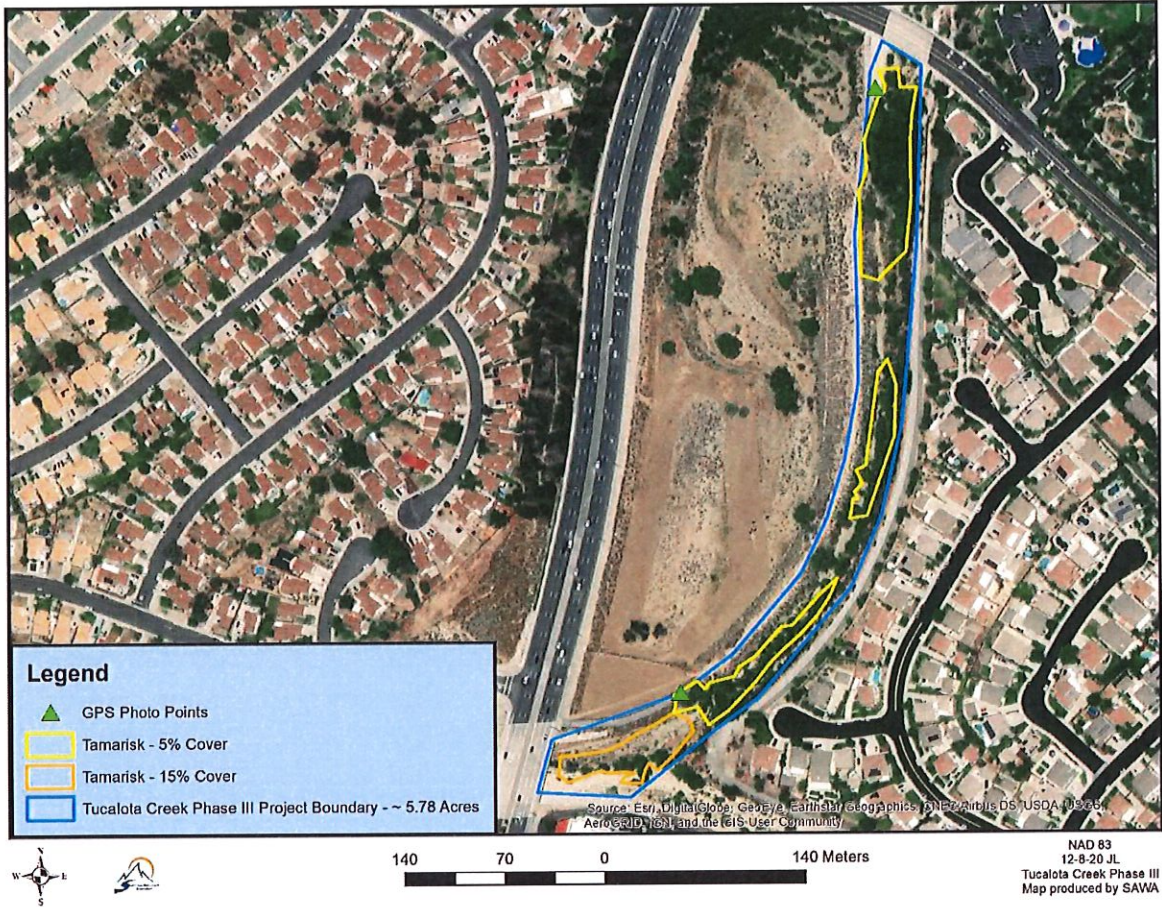 Legend
GPS Photo Points
Tamarisk - 5% Cover
Tamarisk - 15% Cover
Tucalota Creek Phase III Project Boundary - ~ 5.78 Acres
Source: Esri, DigitalGlobe, GeoEye, Earthstar Geographics, CNES/Airbus DS, USDA, USGS,
AeroGRID, IGN, and the GIS User Community
N
W E
S
140 70 0 140 Meters
NAD 83
12-8-20 JL
Tucalota Creek Phase III
Map produced by SAWA